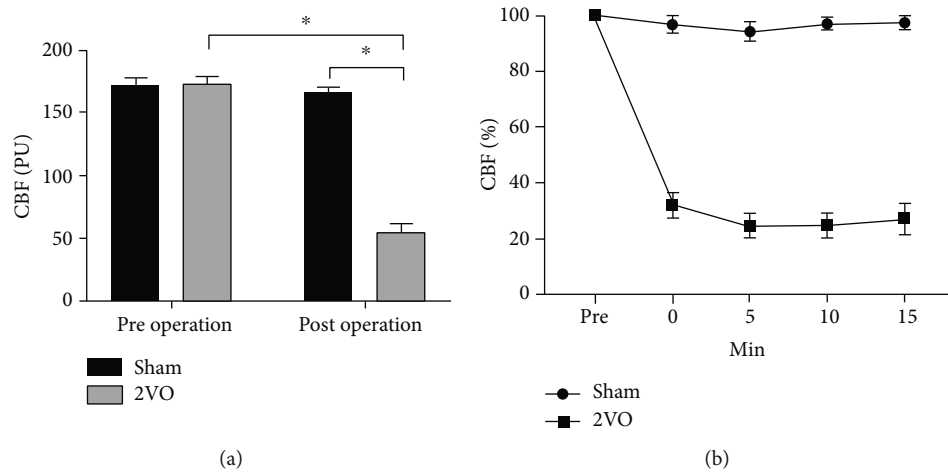 *
*
200
150
100
50
0
CBF (PU)
Pre operation
Post operation
Sham
2VO
(a)
100
80
60
40
20
0
CBF (%)
Pre
0
5
10
15
Min
Sham
2VO
(b)